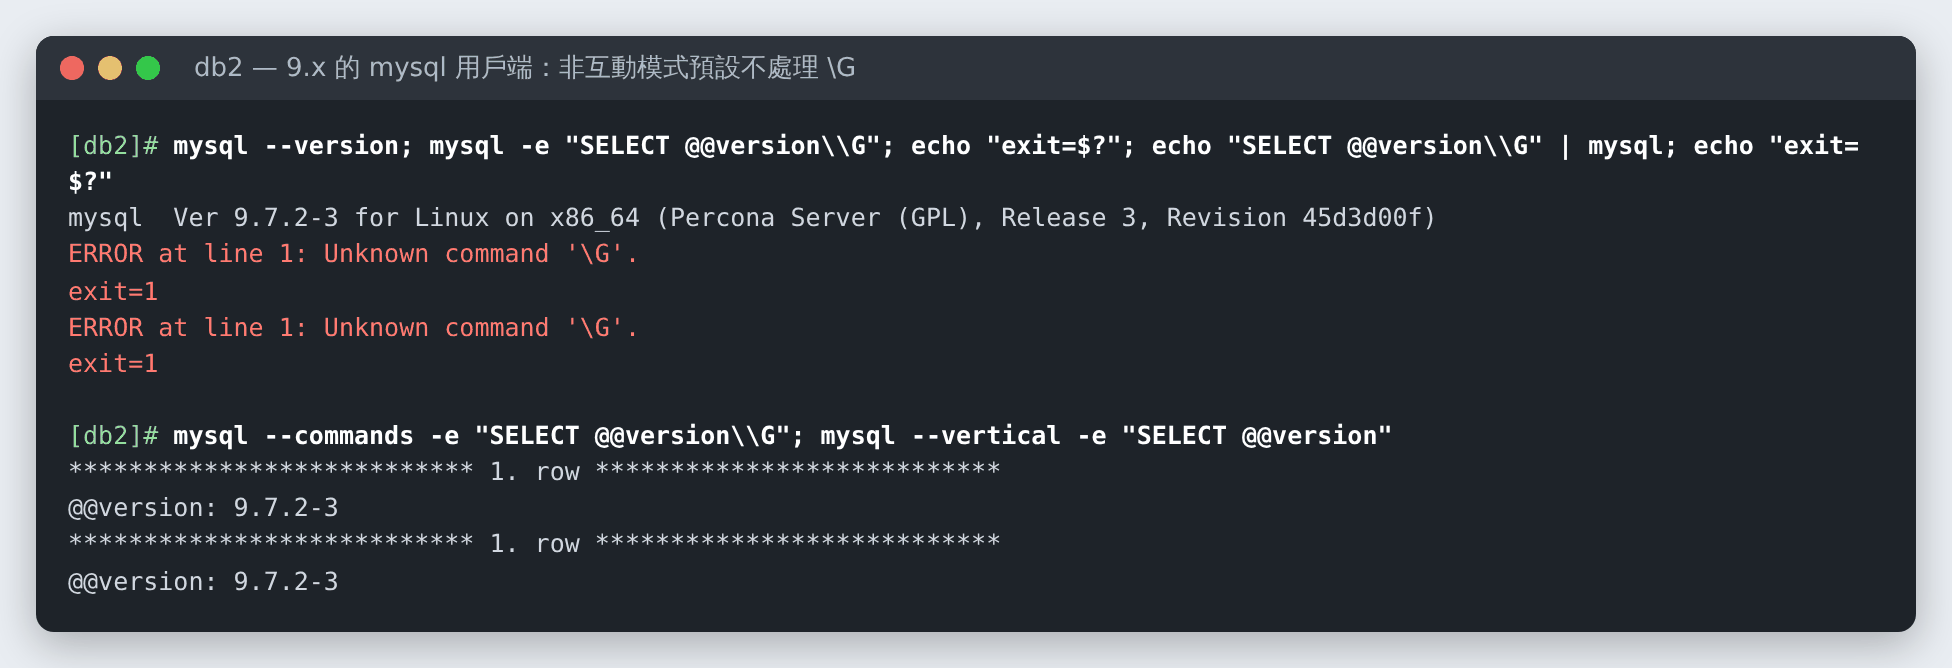 db2 — 9.x 的 mysql 用戶端：非互動模式預設不處理 \G
[db2]# mysql --version; mysql -e "SELECT @@version\\G"; echo "exit=$?"; echo "SELECT @@version\\G" | mysql; echo "exit=
$?"
mysql  Ver 9.7.2-3 for Linux on x86_64 (Percona Server (GPL), Release 3, Revision 45d3d00f)
ERROR at line 1: Unknown command '\G'.
exit=1
ERROR at line 1: Unknown command '\G'.
exit=1
[db2]# mysql --commands -e "SELECT @@version\\G"; mysql --vertical -e "SELECT @@version"
*************************** 1. row ***************************
@@version: 9.7.2-3
*************************** 1. row ***************************
@@version: 9.7.2-3